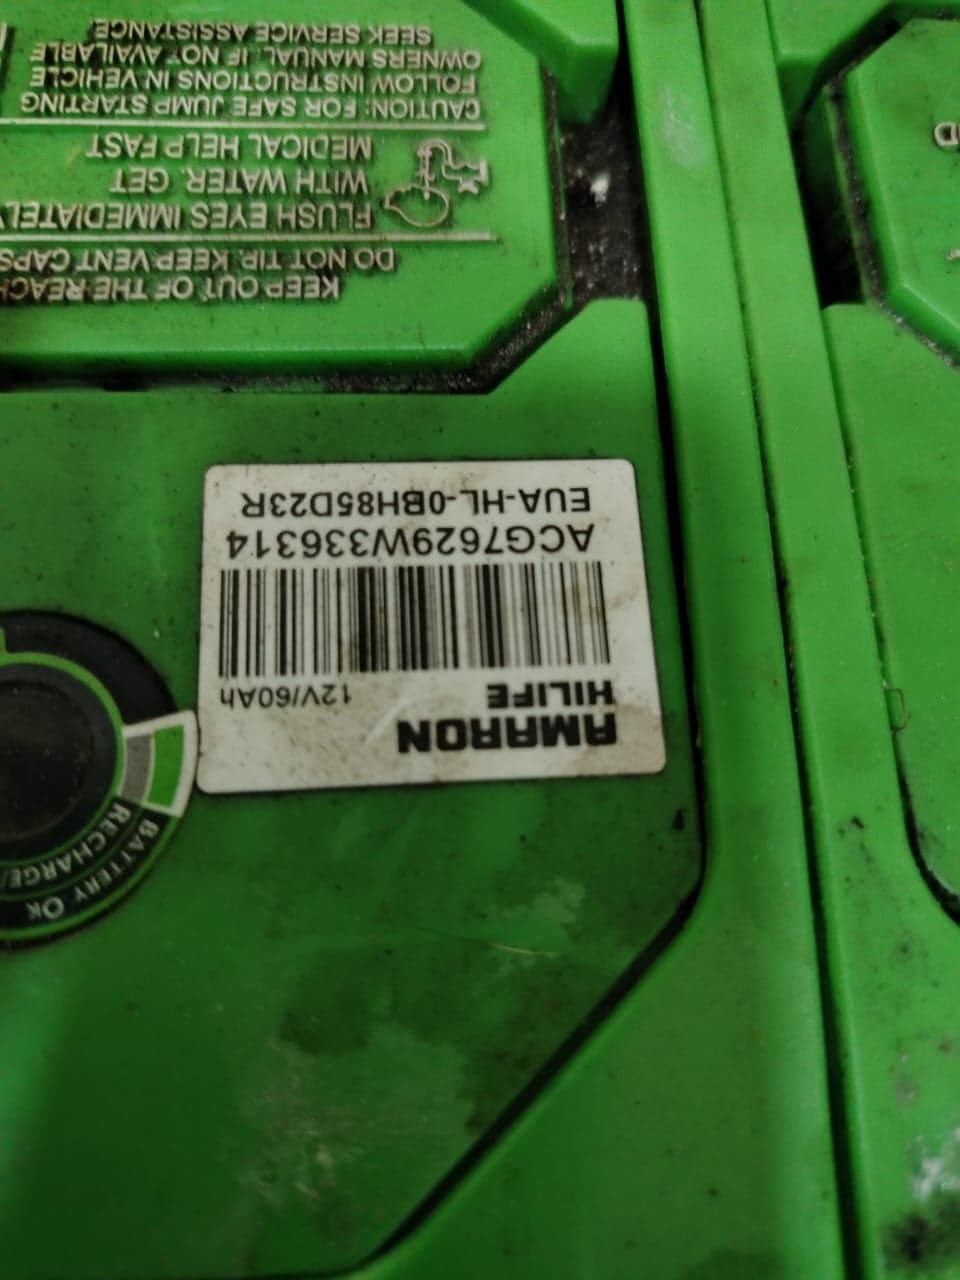 AMARON
HILIFE 12V/60Ah
ACG7629W336314
EUA-HL-0BH85D23R
BATTERY OK
RECHARGE/
KEEP OUT OF THE REACH
DO NOT TIP. KEEP VENT CAPS
FLUSH EYES IMMEDIATELY
WITH WATER. GET
MEDICAL HELP FAST
CAUTION: FOR SAFE JUMP STARTING
FOLLOW INSTRUCTIONS IN VEHICLE
OWNERS MANUAL. IF NOT AVAILABLE
SEEK SERVICE ASSISTANCE